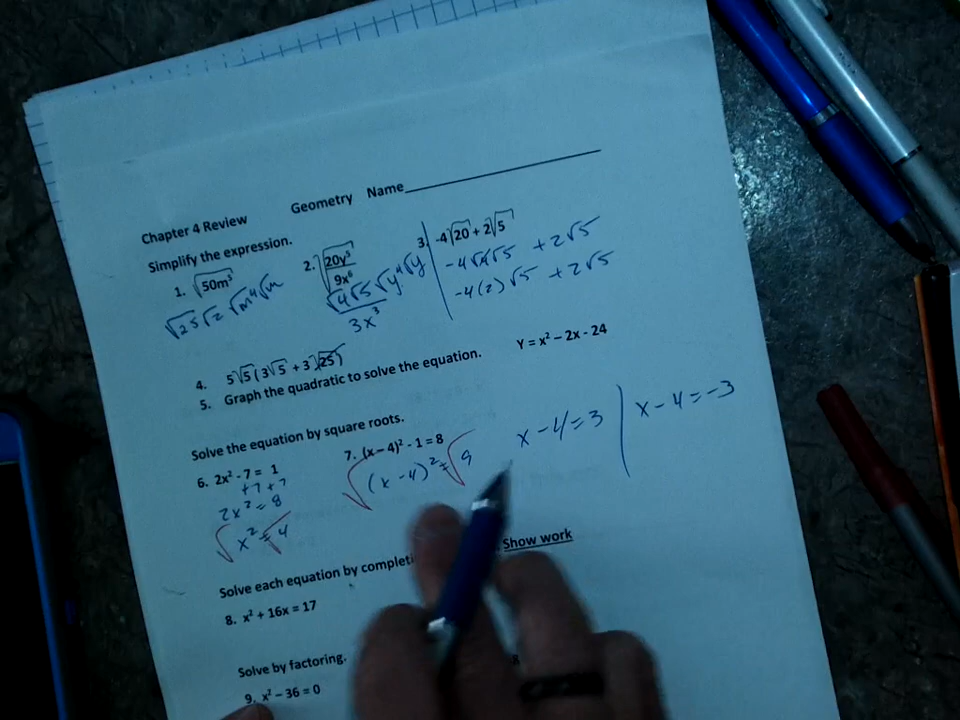 Chapter 4 Review Geometry Name
Simplify the expression.
1. √50m⁵
√25 √2 √m⁴ √m
2. √(20y⁵/9x⁶)
√4 √5 √y⁴ √y
3x³
3. -4√20 + 2√5
-4√4√5 + 2√5
-4(2)√5 + 2√5
4. 5√5(3√5 + 3√25)
5. Graph the quadratic to solve the equation. Y = x² – 2x - 24
Solve the equation by square roots.
6. 2x² - 7 = 1
+7 +7
2x² = 8
√x² = √4
7. (x – 4)² - 1 = 8
√(x - 4)² = √9
x - 4 = 3 | x - 4 = -3
Solve each equation by Show work
8. x² + 16x = 17
Solve by factoring.
9. x² – 36 = 0